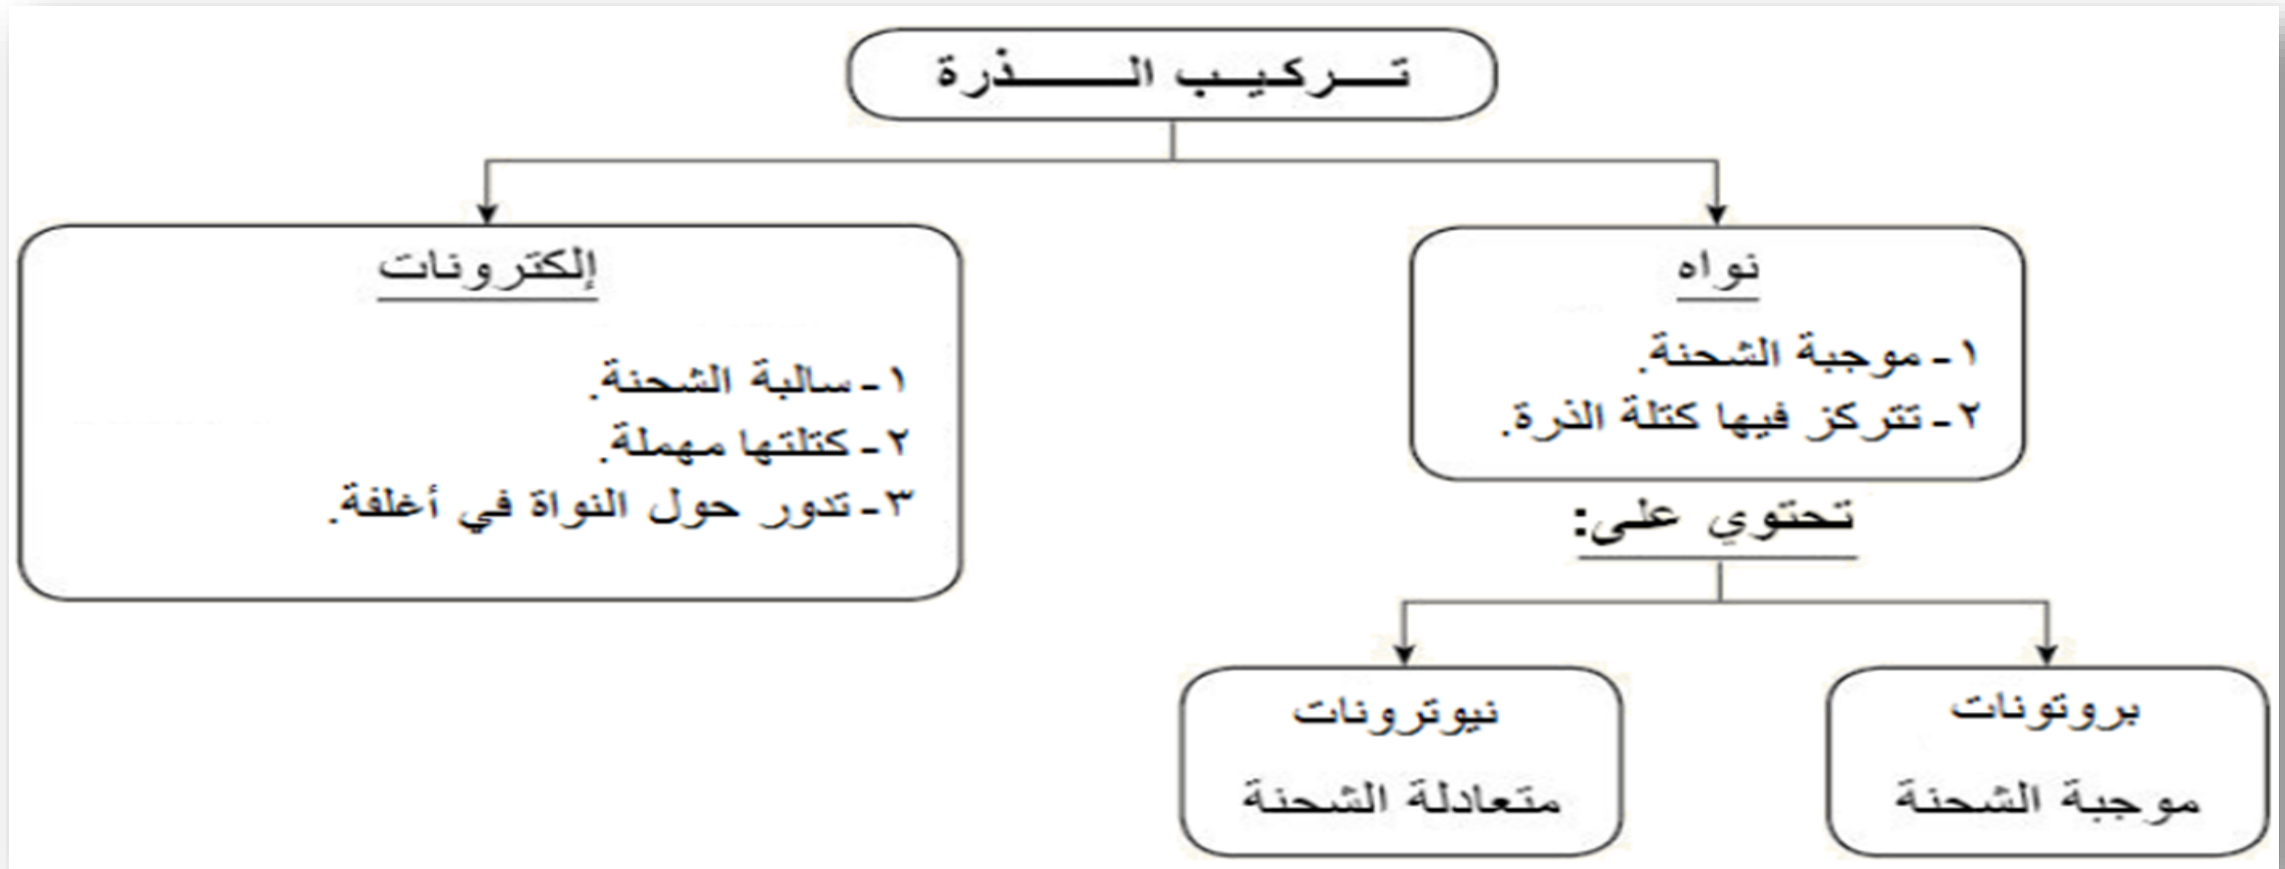 تـــركـيـب الـــــــذرة
نواه
١- موجبة الشحنة.
٢- تتركز فيها كتلة الذرة.
إلكترونات
١- سالبة الشحنة.
٢- كتلتها مهملة.
٣- تدور حول النواة في أغلفة.
تحتوي على:
بروتونات
موجبة الشحنة
نيوترونات
متعادلة الشحنة